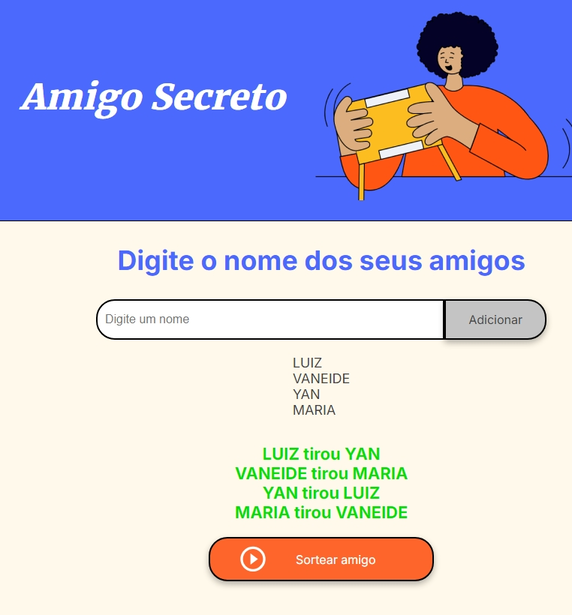 Amigo Secreto
Digite o nome dos seus amigos
Digite um nome
Adicionar
LUIZ
VANEIDE
YAN
MARIA
LUIZ tirou YAN
VANEIDE tirou MARIA
YAN tirou LUIZ
MARIA tirou VANEIDE
Sortear amigo